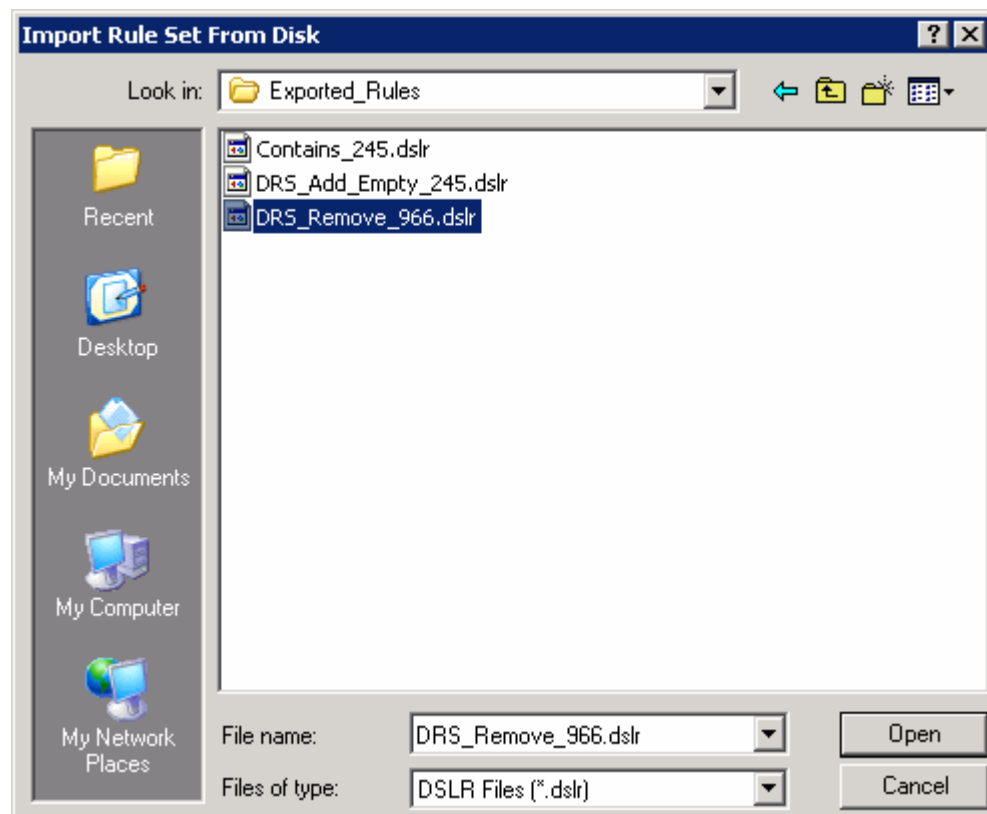 Import Rule Set From Disk
Look in: Exported_Rules
Contains_245.dslr
DRS_Add_Empty_245.dslr
DRS_Remove_966.dslr
Recent
Desktop
My Documents
My Computer
My Network
Places
File name: DRS_Remove_966.dslr Open
Files of type: DSLR Files (*.dslr) Cancel